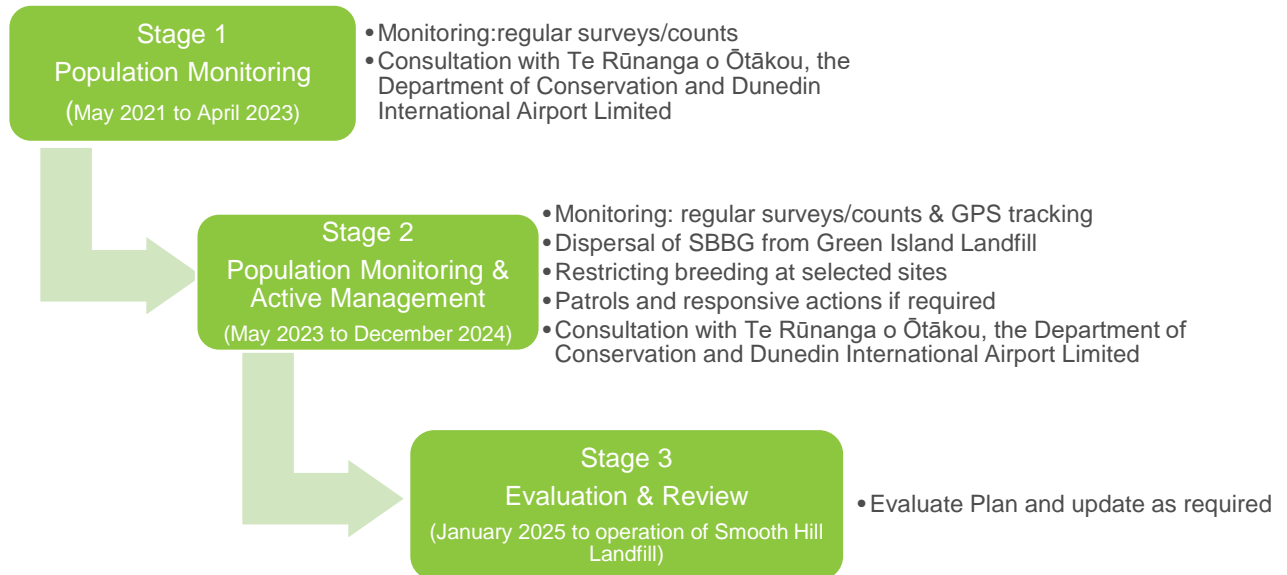 Stage 1
Population Monitoring
(May 2021 to April 2023)
•Monitoring:regular surveys/counts
•Consultation with Te Rūnanga o Ōtākou, the
Department of Conservation and Dunedin
International Airport Limited
Stage 2
Population Monitoring &
Active Management
(May 2023 to December 2024)
•Monitoring: regular surveys/counts & GPS tracking
•Dispersal of SBBG from Green Island Landfill
•Restricting breeding at selected sites
•Patrols and responsive actions if required
•Consultation with Te Rūnanga o Ōtākou, the Department of
Conservation and Dunedin International Airport Limited
Stage 3
Evaluation & Review
(January 2025 to operation of Smooth Hill
Landfill)
•Evaluate Plan and update as required